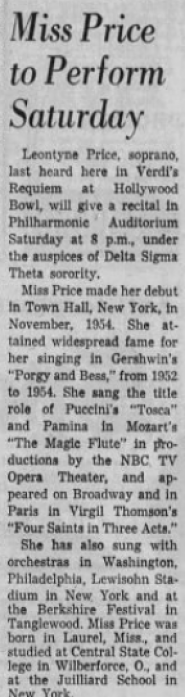 Miss Price
to Perform
Saturday
Leontyne Price, soprano,
last heard here in Verdi's
Requiem at Hollywood
Bowl, will give a recital in
Philharmonic Auditorium
Saturday at 8 p.m., under
the auspices of Delta Sigma
Theta sorority.
Miss Price made her debut
in Town Hall, New York, in
November, 1954. She at-
tained widespread fame for
her singing in Gershwin's
"Porgy and Bess," from 1952
to 1954. She sang the title
role of Puccini's "Tosca"
and Pamina in Mozart's
"The Magic Flute" in pro-
ductions by the NBC TV
Opera Theater, and ap-
peared on Broadway and in
Paris in Virgil Thomson's
"Four Saints in Three Acts."
She has also sung with
orchestras in Washington,
Philadelphia, Lewisohn Sta-
dium in New York and at
the Berkshire Festival in
Tanglewood. Miss Price was
born in Laurel, Miss., and
studied at Central State Col-
lege in Wilberforce, O., and
at the Juilliard School in
New York.